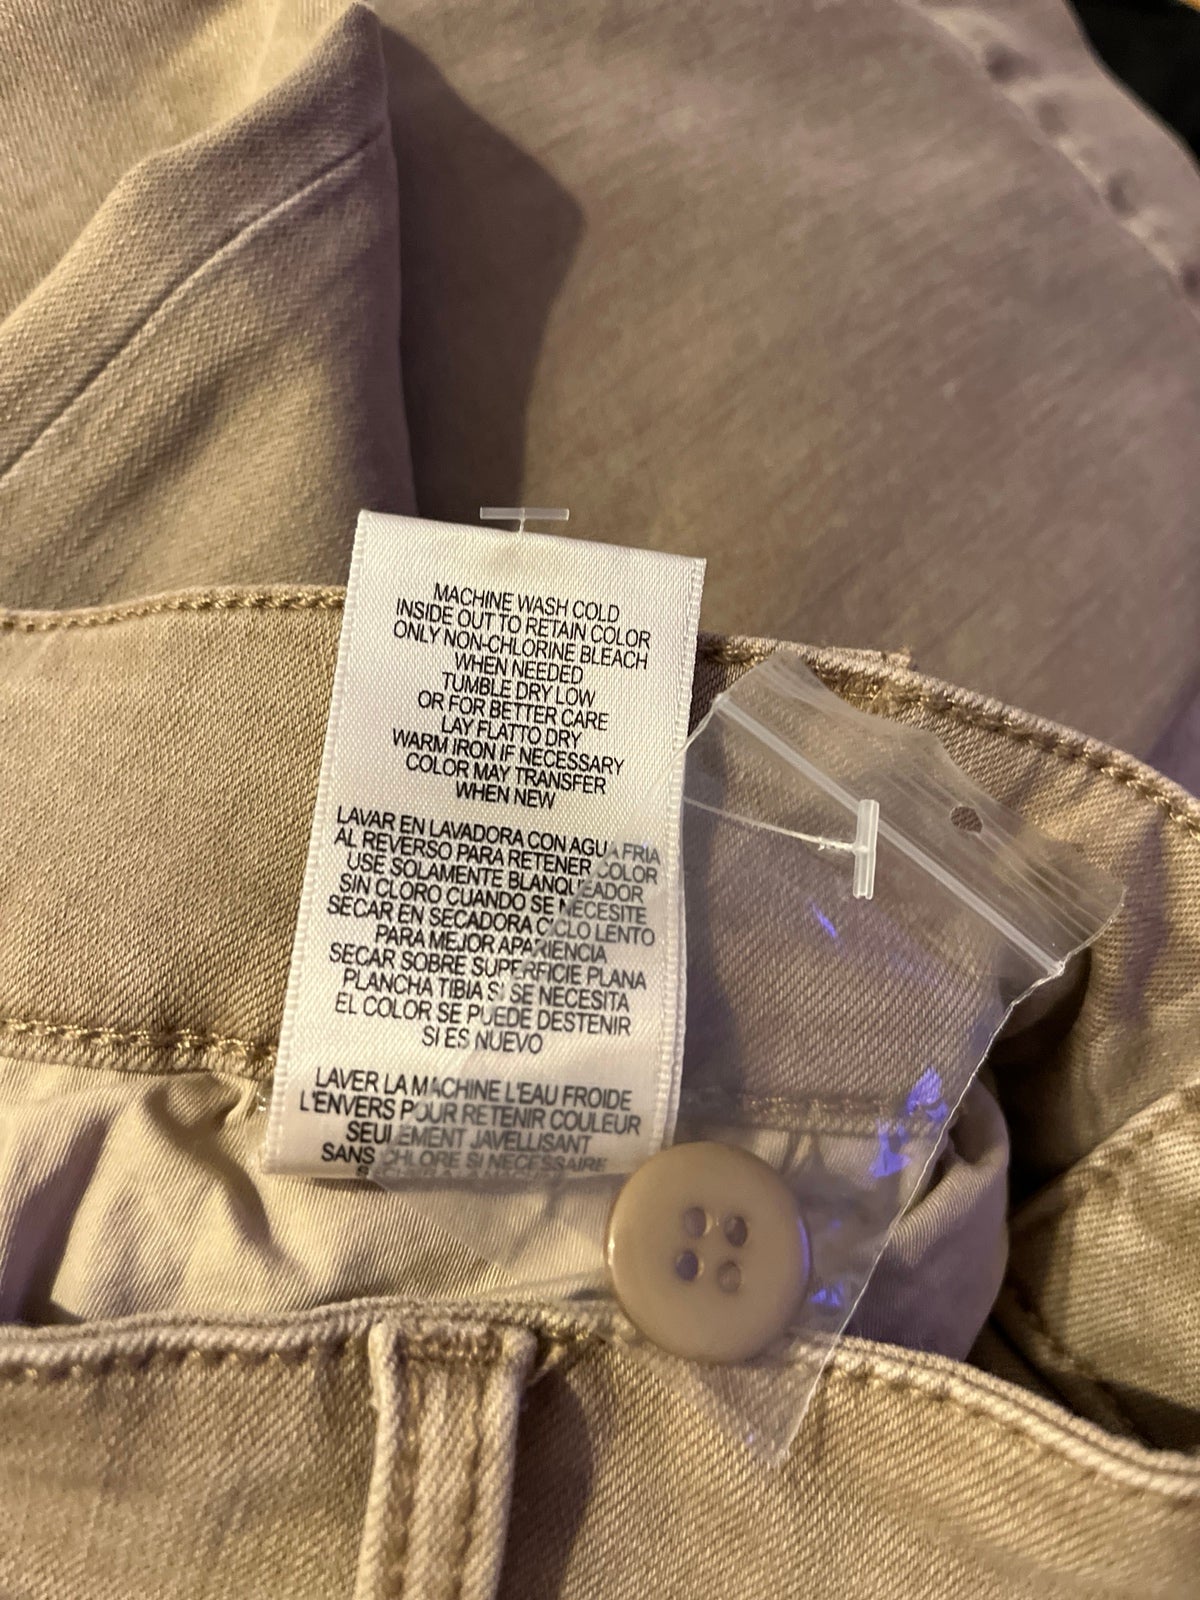 MACHINE WASH COLD
INSIDE OUT TO RETAIN COLOR
ONLY NON-CHLORINE BLEACH
WHEN NEEDED
TUMBLE DRY LOW
OR FOR BETTER CARE
LAY FLAT TO DRY
WARM IRON IF NECESSARY
COLOR MAY TRANSFER
WHEN NEW
LAVAR EN LAVADORA CON AGUA FRIA
AL REVERSO PARA RETENER COLOR
USE SOLAMENTE BLANQUEADOR
SIN CLORO CUANDO SE NECESITE
SECAR EN SECADORA CICLO LENTO
PARA MEJOR APARIENCIA
SECAR SOBRE SUPERFICIE PLANA
PLANCHA TIBIA SI SE NECESITA
EL COLOR SE PUEDE DESTENIR
SI ES NUEVO
LAVER LA MACHINE L'EAU FROIDE
L'ENVERS POUR RETENIR COULEUR
SEULEMENT JAVELLISANT
SANS CHLORE SI NECESSAIRE